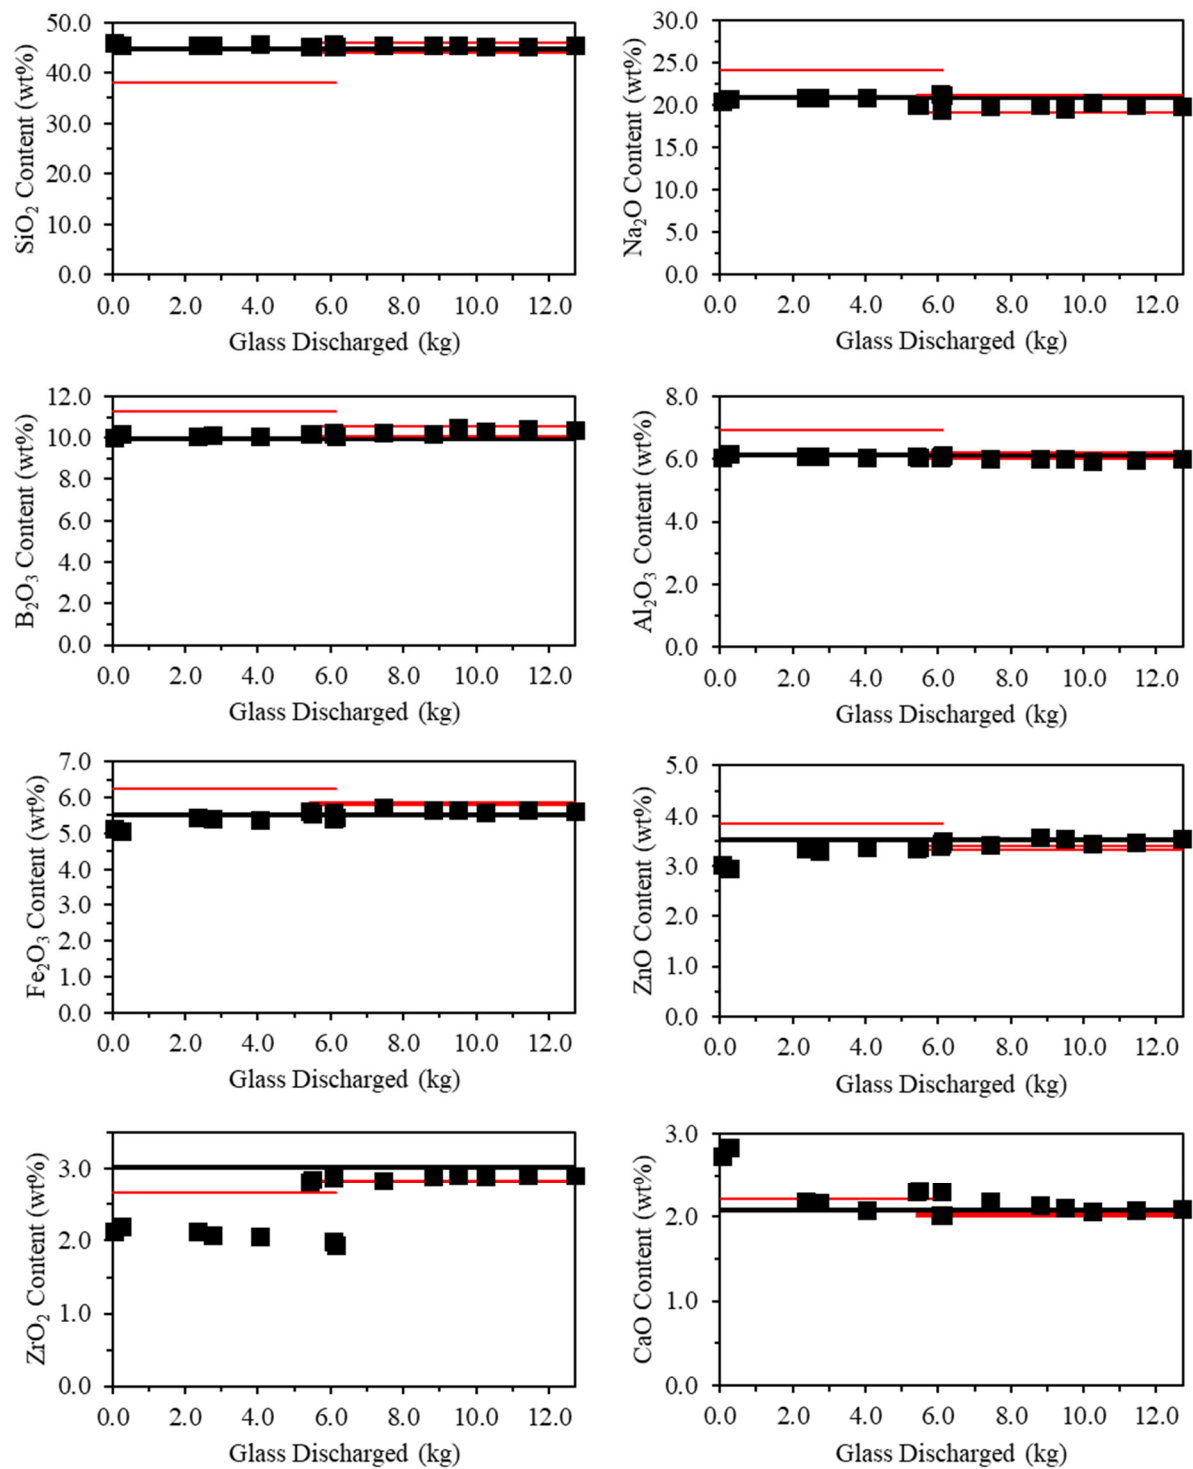 SiO₂ Content (wt%)
50.0
40.0
30.0
20.0
10.0
0.0
0.0 2.0 4.0 6.0 8.0 10.0 12.0
Glass Discharged (kg)
Na₂O Content (wt%)
30.0
25.0
20.0
15.0
10.0
5.0
0.0
0.0 2.0 4.0 6.0 8.0 10.0 12.0
Glass Discharged (kg)
B₂O₃ Content (wt%)
12.0
10.0
8.0
6.0
4.0
2.0
0.0
0.0 2.0 4.0 6.0 8.0 10.0 12.0
Glass Discharged (kg)
Al₂O₃ Content (wt%)
8.0
6.0
4.0
2.0
0.0
0.0 2.0 4.0 6.0 8.0 10.0 12.0
Glass Discharged (kg)
Fe₂O₃ Content (wt%)
7.0
6.0
5.0
4.0
3.0
2.0
1.0
0.0
0.0 2.0 4.0 6.0 8.0 10.0 12.0
Glass Discharged (kg)
ZnO Content (wt%)
5.0
4.0
3.0
2.0
1.0
0.0
0.0 2.0 4.0 6.0 8.0 10.0 12.0
Glass Discharged (kg)
ZrO₂ Content (wt%)
3.0
2.0
1.0
0.0
0.0 2.0 4.0 6.0 8.0 10.0 12.0
Glass Discharged (kg)
CaO Content (wt%)
3.0
2.0
1.0
0.0
0.0 2.0 4.0 6.0 8.0 10.0 12.0
Glass Discharged (kg)